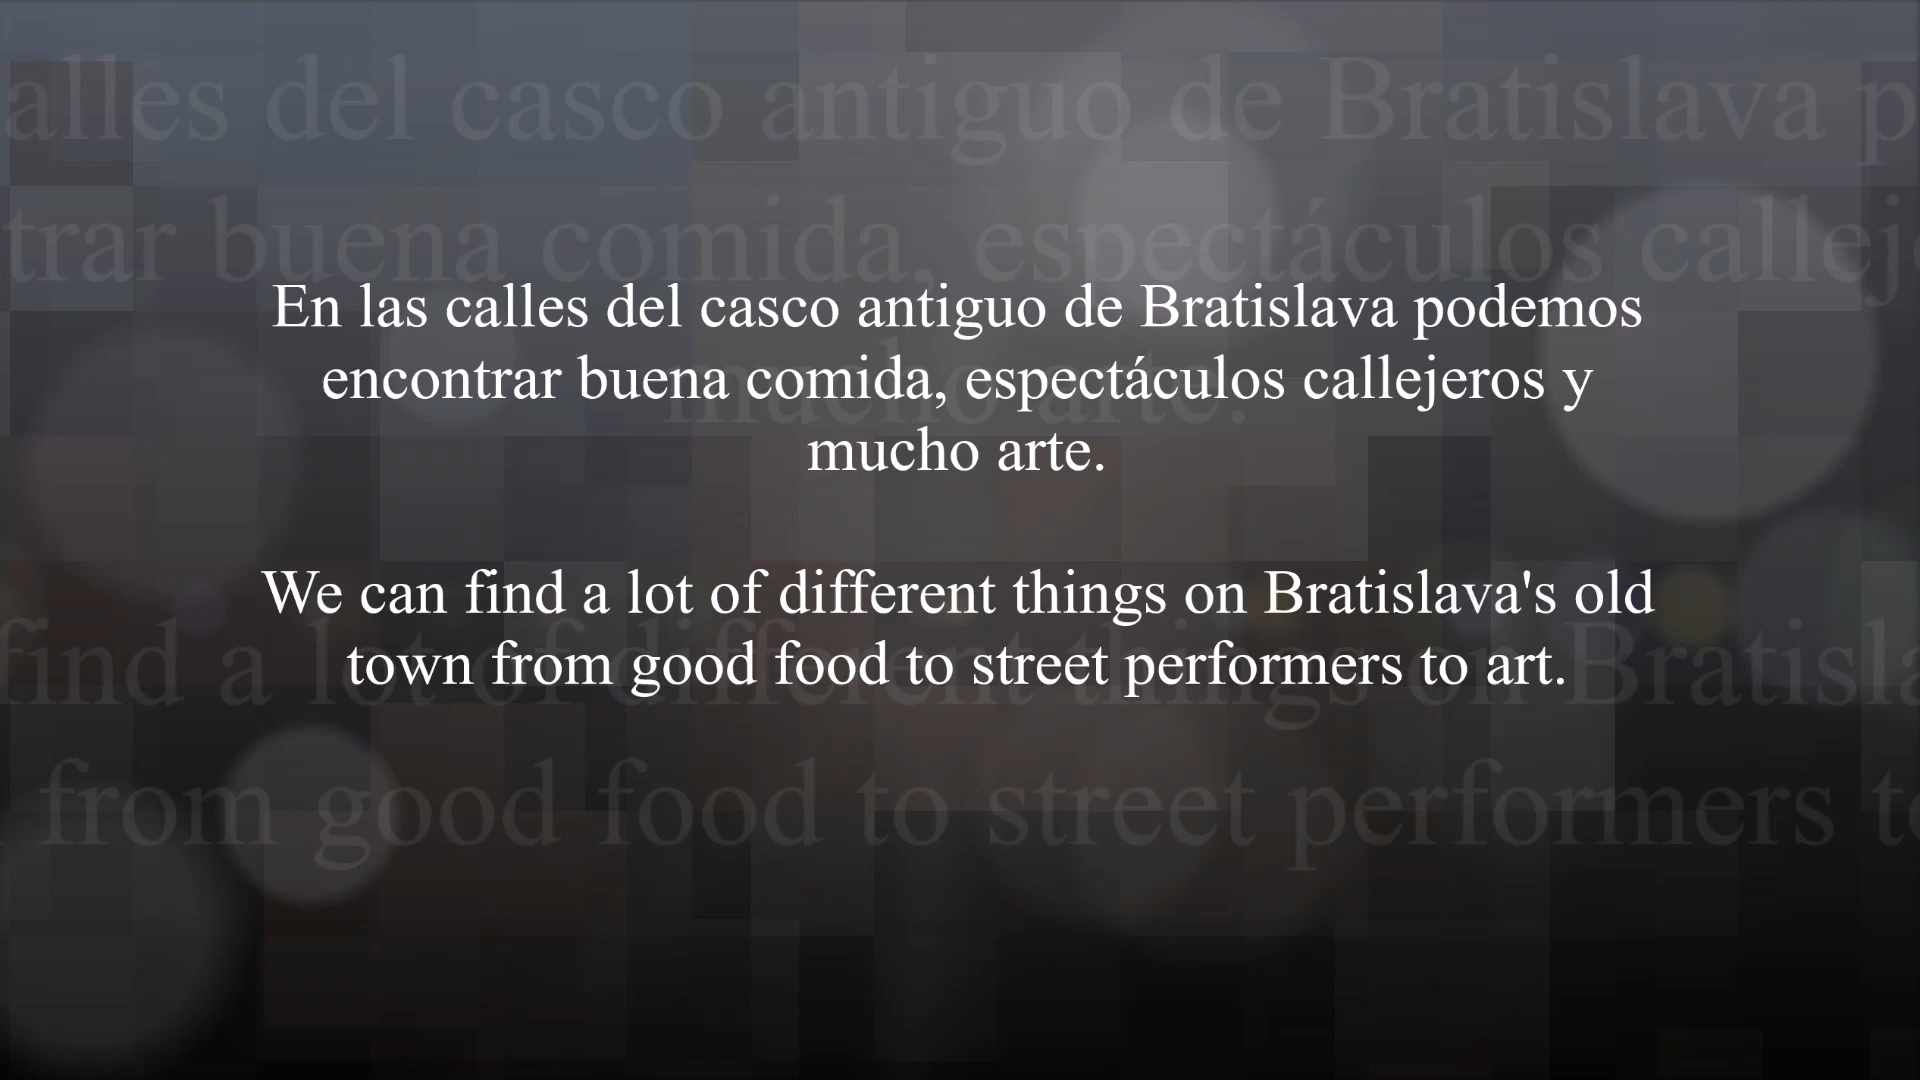 En las calles del casco antiguo de Bratislava podemos
encontrar buena comida, espectáculos callejeros y
mucho arte.
We can find a lot of different things on Bratislava's old
town from good food to street performers to art.